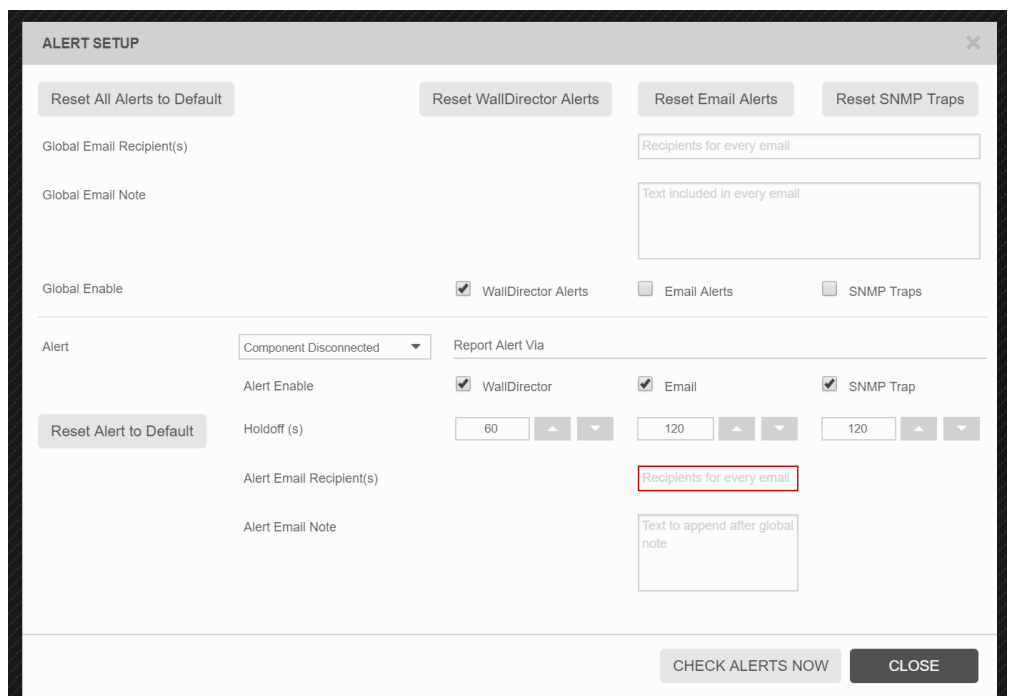 ALERT SETUP
Reset All Alerts to Default
Reset WallDirector Alerts
Reset Email Alerts
Reset SNMP Traps
Global Email Recipient(s)
Recipients for every email
Global Email Note
Text included in every email
Global Enable
WallDirector Alerts
Email Alerts
SNMP Traps
Alert
Component Disconnected
Report Alert Via
Alert Enable
WallDirector
Email
SNMP Trap
Reset Alert to Default
Holdoff (s)
60
120
120
Alert Email Recipient(s)
Recipients for every email
Alert Email Note
Text to append after global
note
CHECK ALERTS NOW
CLOSE